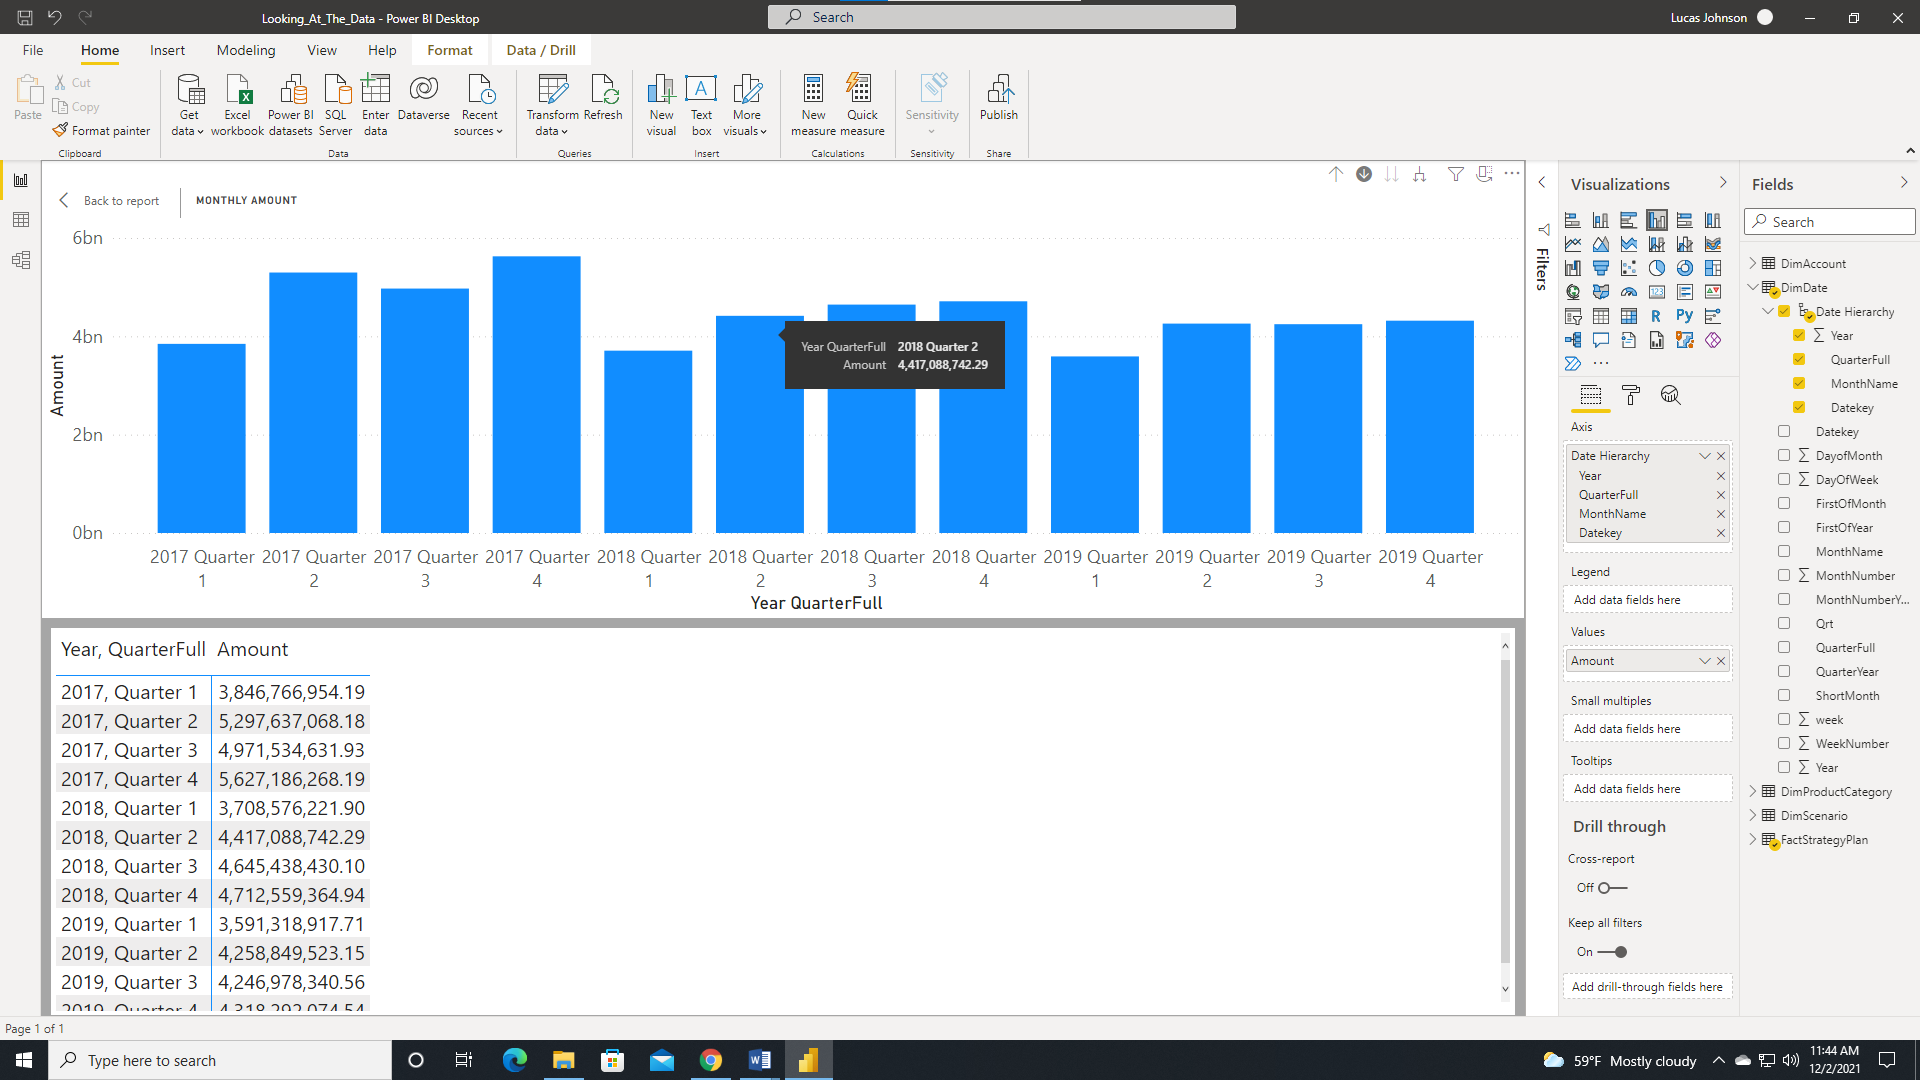 Looking_At_The_Data - Power BI Desktop
Search
Lucas Johnson
File Home Insert Modeling View Help Format Data / Drill
Paste
Cut
Copy
Format painter
Clipboard
Get data
Excel workbook
Power BI datasets
SQL Server
Enter data
Dataverse
Recent sources
Data
Transform data
Refresh
Queries
New visual
Text box
More visuals
Insert
New measure
Quick measure
Calculations
Sensitivity
Sensitivity
Publish
Share
Back to report
MONTHLY AMOUNT
6bn
4bn
2bn
0bn
Amount
Year QuarterFull 2018 Quarter 2
Amount 4,417,088,742.29
2017 Quarter 1
2017 Quarter 2
2017 Quarter 3
2017 Quarter 4
2018 Quarter 1
2018 Quarter 2
2018 Quarter 3
2018 Quarter 4
2019 Quarter 1
2019 Quarter 2
2019 Quarter 3
2019 Quarter 4
Year QuarterFull
Year, QuarterFull Amount
2017, Quarter 1 3,846,766,954.19
2017, Quarter 2 5,297,637,068.18
2017, Quarter 3 4,971,534,631.93
2017, Quarter 4 5,627,186,268.19
2018, Quarter 1 3,708,576,221.90
2018, Quarter 2 4,417,088,742.29
2018, Quarter 3 4,645,438,430.10
2018, Quarter 4 4,712,559,364.94
2019, Quarter 1 3,591,318,917.71
2019, Quarter 2 4,258,849,523.15
2019, Quarter 3 4,246,978,340.56
2019, Quarter 4 4,318,292,074.54
Filters
Visualizations
123
R
Py
Axis
Date Hierarchy
Year
QuarterFull
MonthName
Datekey
Legend
Add data fields here
Values
Amount
Small multiples
Add data fields here
Tooltips
Add data fields here
Drill through
Cross-report
Off
Keep all filters
On
Add drill-through fields here
Fields
Search
DimAccount
DimDate
Date Hierarchy
Year
QuarterFull
MonthName
Datekey
Datekey
DayofMonth
DayOfWeek
FirstOfMonth
FirstOfYear
MonthName
MonthNumber
MonthNumberY...
Qrt
QuarterFull
QuarterYear
ShortMonth
week
WeekNumber
Year
DimProductCategory
DimScenario
FactStrategyPlan
Page 1 of 1
Type here to search
59°F Mostly cloudy
11:44 AM
12/2/2021